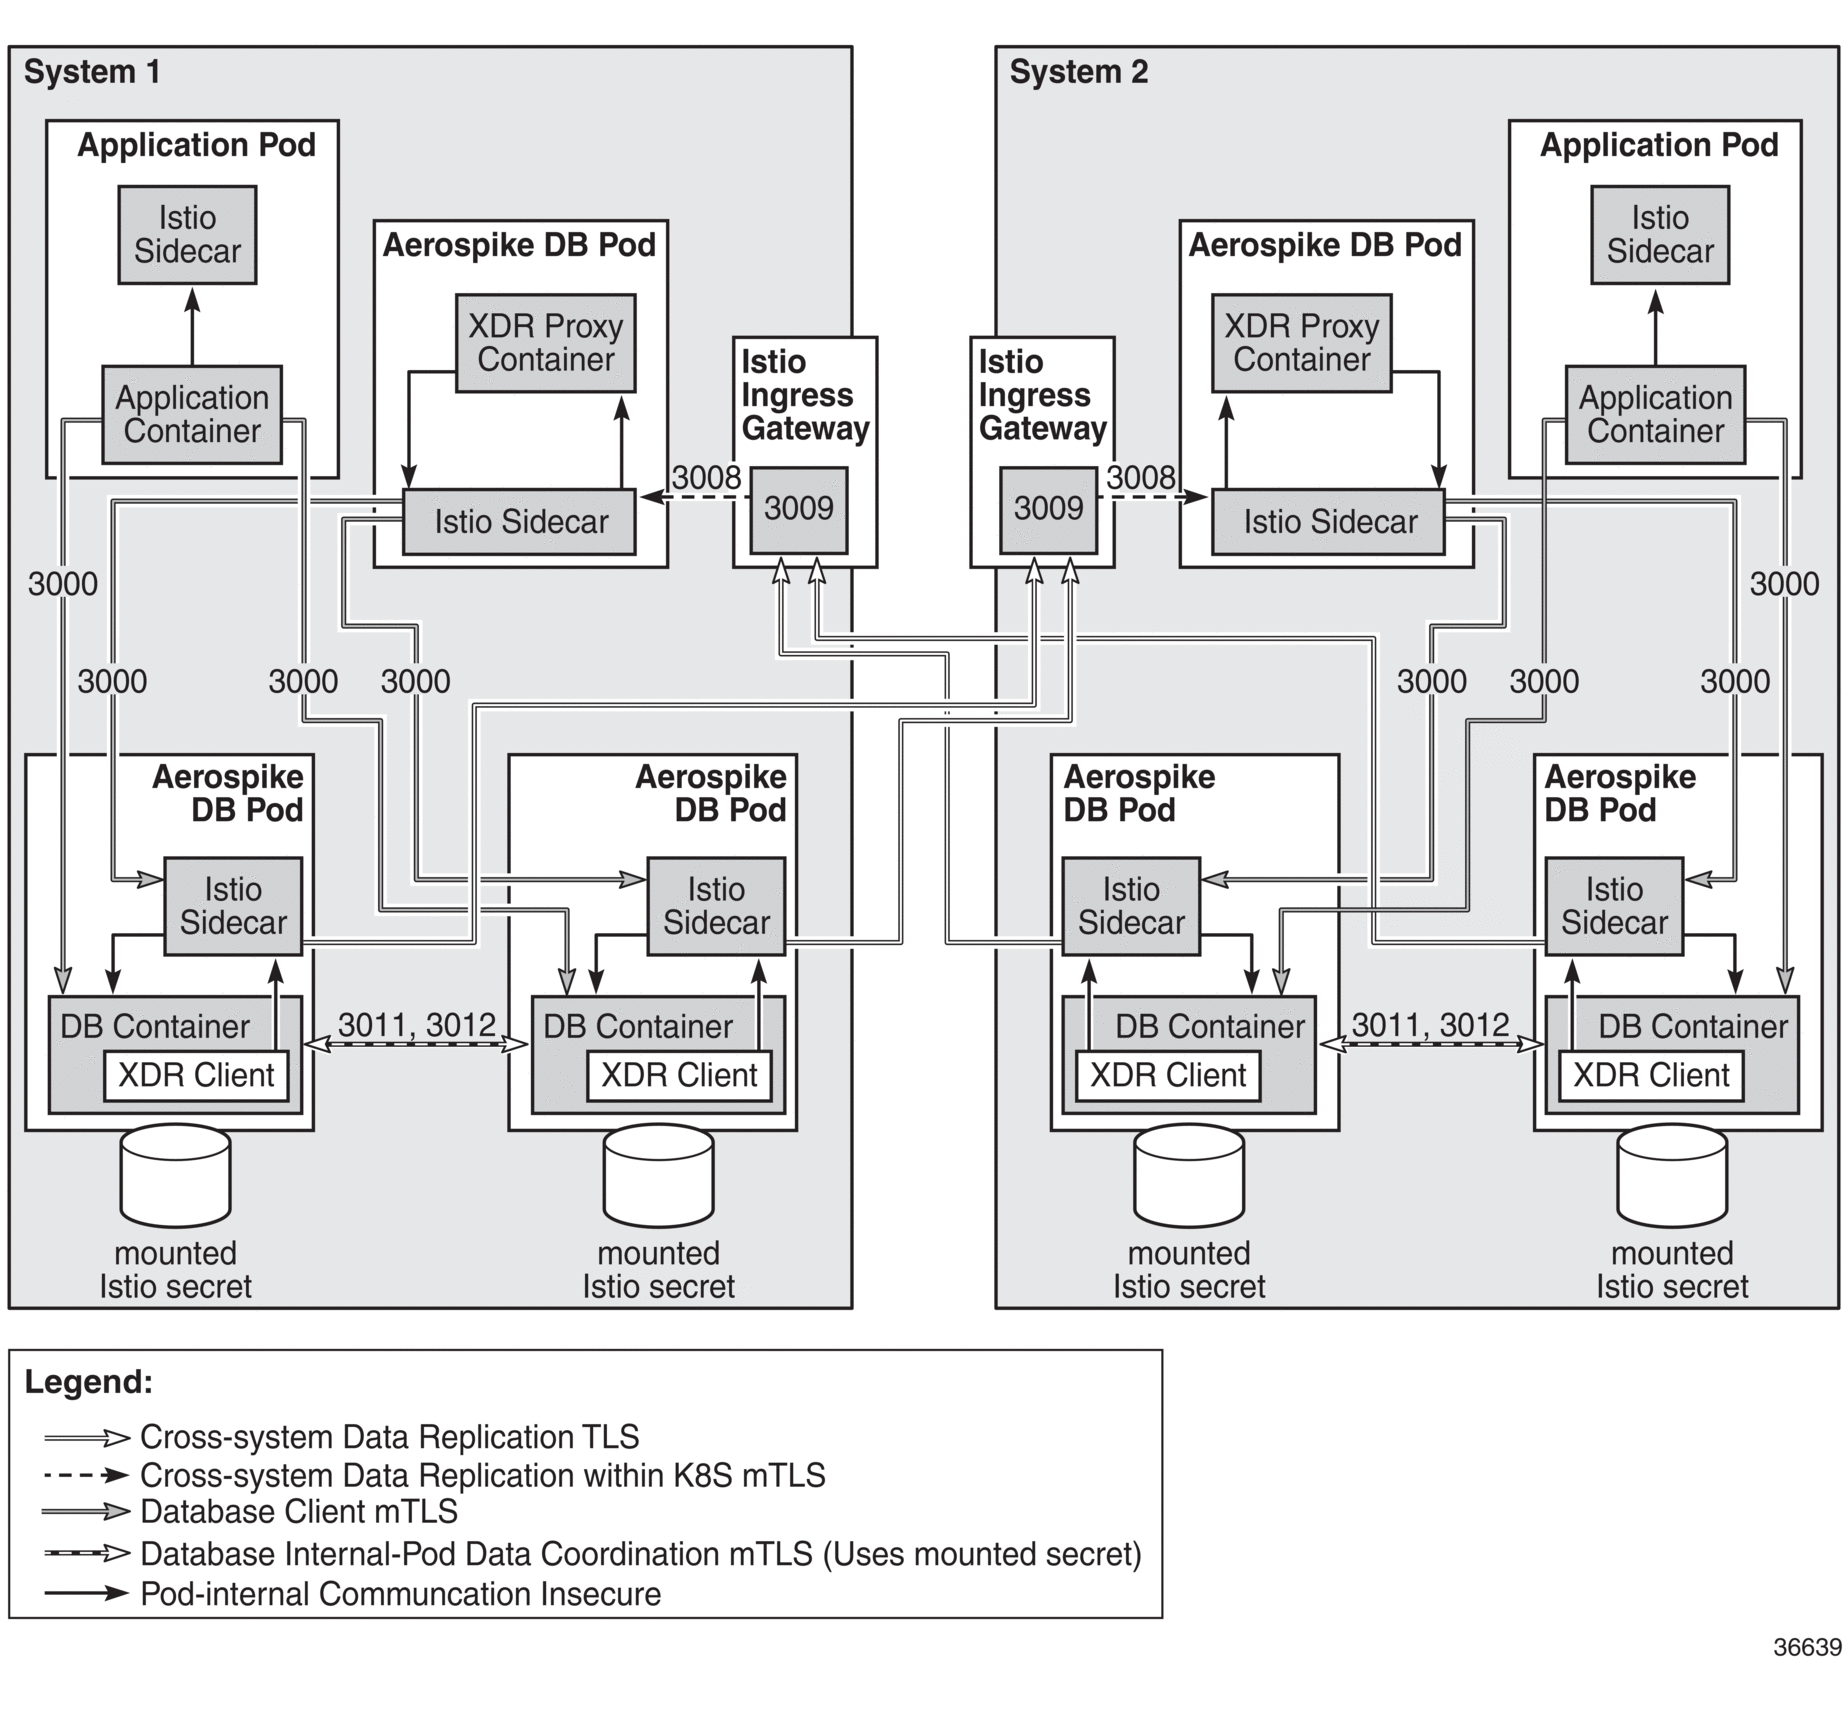 System 1
Application Pod
Istio
Sidecar
Application
Container
Aerospike DB Pod
XDR Proxy
Container
Istio Sidecar
3008
Istio
Ingress
Gateway
3009
3000
3000
3000
3000
Aerospike
DB Pod
Istio
Sidecar
DB Container
XDR Client
3011, 3012
Aerospike
DB Pod
Istio
Sidecar
DB Container
XDR Client
mounted
Istio secret
mounted
Istio secret
System 2
Istio
Ingress
Gateway
3009
3008
Aerospike DB Pod
XDR Proxy
Container
Istio Sidecar
Application Pod
Istio
Sidecar
Application
Container
3000
3000
3000
3000
Aerospike
DB Pod
Istio
Sidecar
DB Container
XDR Client
3011, 3012
Aerospike
DB Pod
Istio
Sidecar
DB Container
XDR Client
mounted
Istio secret
mounted
Istio secret
Legend:
Cross-system Data Replication TLS
Cross-system Data Replication within K8S mTLS
Database Client mTLS
Database Internal-Pod Data Coordination mTLS (Uses mounted secret)
Pod-internal Communcation Insecure
36639